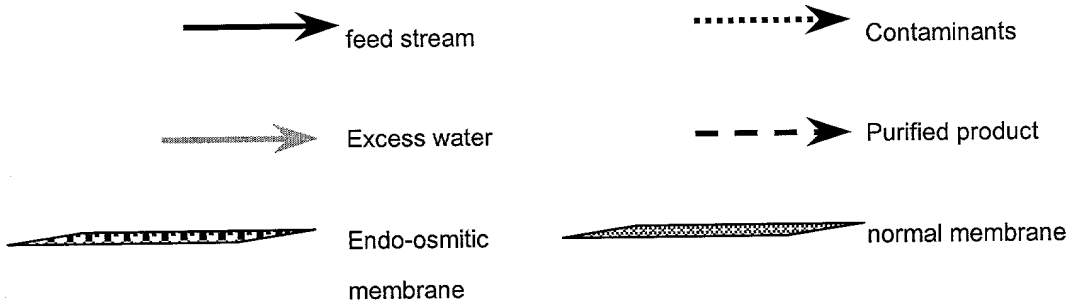 feed stream
Contaminants
Excess water
Purified product
Endo-osmitic
membrane
normal membrane